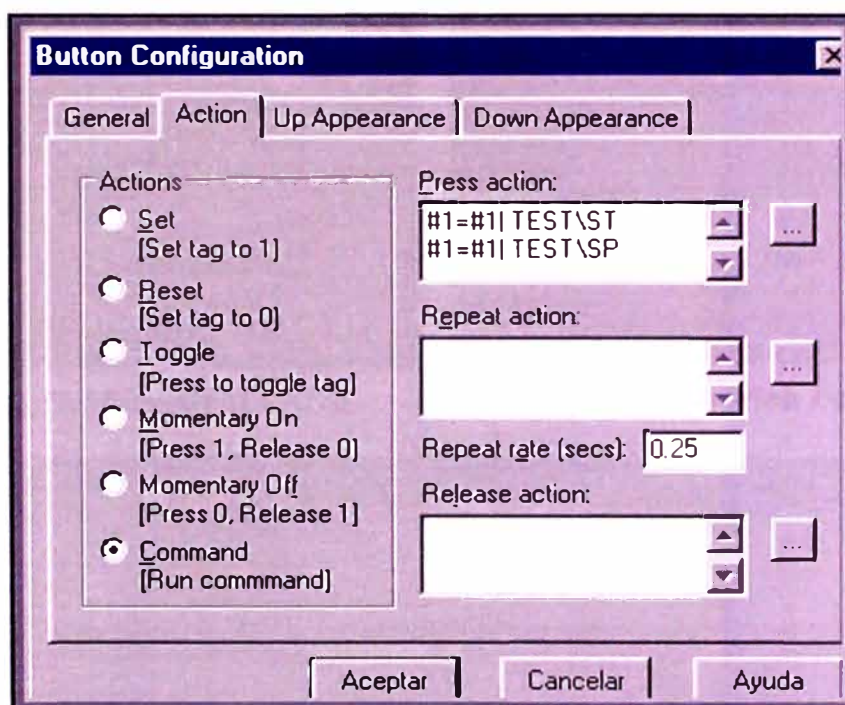 Button Configuration
General Action Up Appearance Down Appearance
Actions
Set
[Set tag to 1]
Reset
[Set tag to 0]
Toggle
[Press to toggle tag]
Momentary On
[Press 1, Release 0]
Momentary Off
[Press 0, Release 1]
Command
[Run commmand]
Press action:
#1=#1| TEST\ST
#1=#1| TEST\SP
...
Repeat action:
...
Repeat rate (secs): 0.25
Release action:
...
Aceptar Cancelar Ayuda